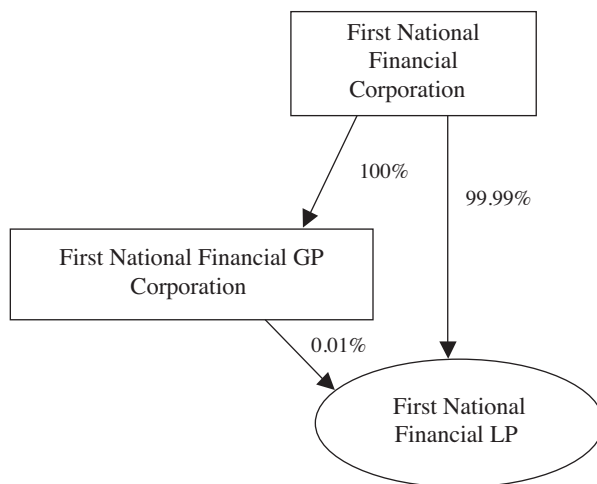 First National
Financial
Corporation
100%
99.99%
First National Financial GP
Corporation
0.01%
First National
Financial LP